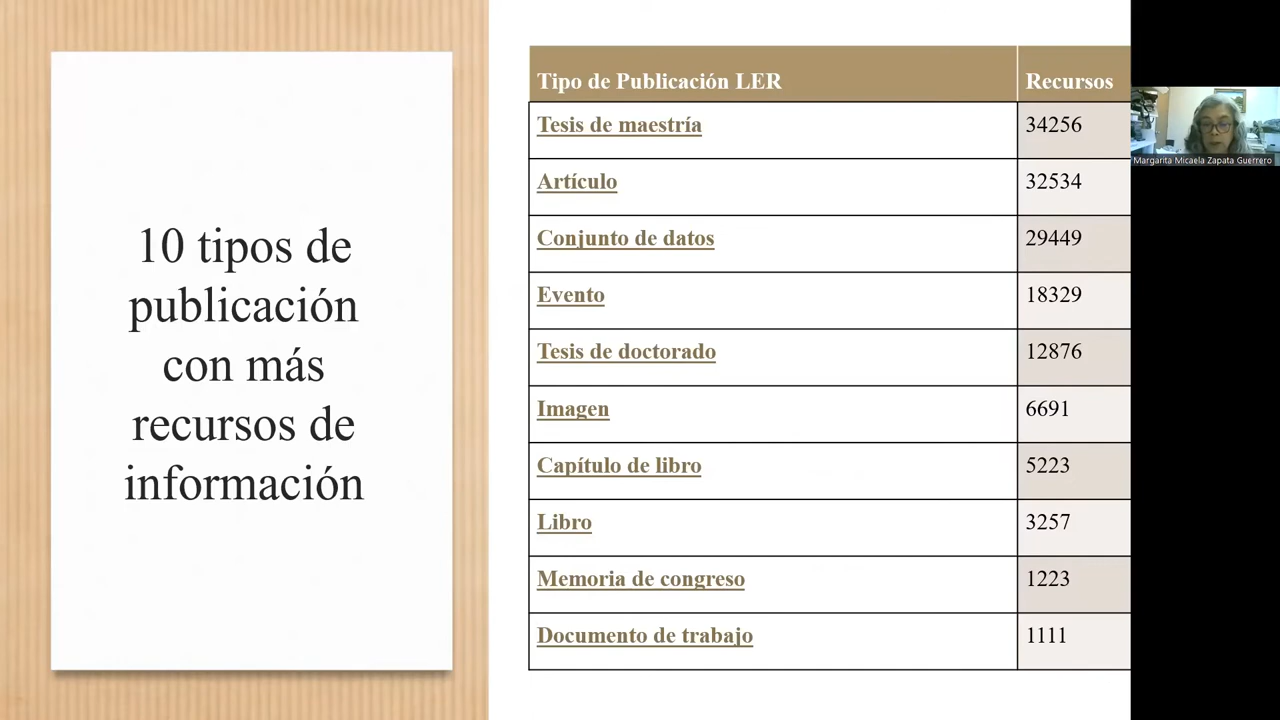 10 tipos de
publicación
con más
recursos de
información
Tipo de Publicación LER Recursos
Tesis de maestría 34256
Artículo 32534
Conjunto de datos 29449
Evento 18329
Tesis de doctorado 12876
Imagen 6691
Capítulo de libro 5223
Libro 3257
Memoria de congreso 1223
Documento de trabajo 1111
Margarita Micaela Zapata Guerrero